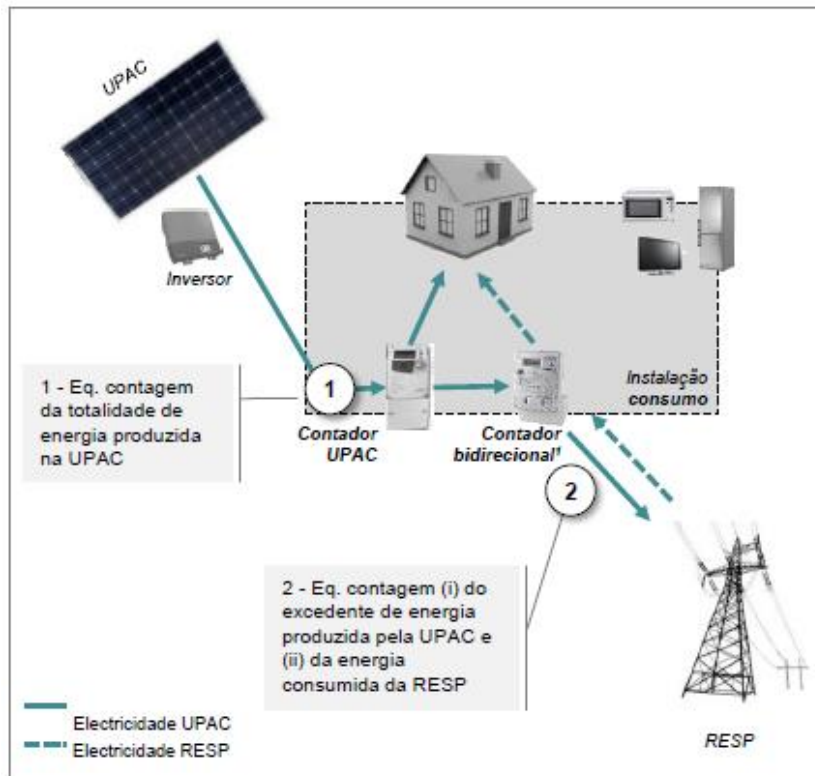 UPAC
Inversor
1 - Eq. contagem
da totalidade de
energia produzida
na UPAC
1
Contador
UPAC
Contador
bidirecional¹
Instalação
consumo
2
2 - Eq. contagem (i) do
excedente de energia
produzida pela UPAC e
(ii) da energia
consumida da RESP
Electricidade UPAC
Electricidade RESP
RESP